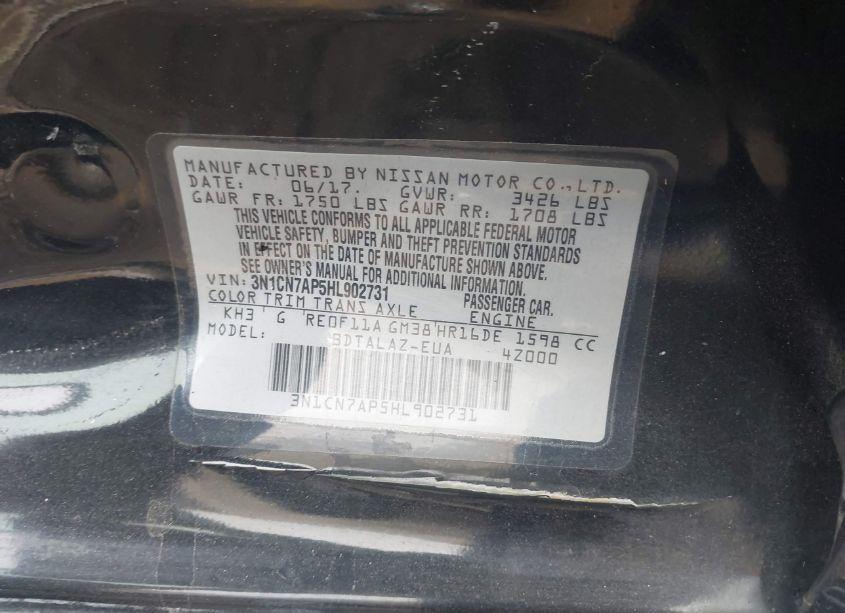 MANUFACTURED BY NISSAN MOTOR CO.,LTD.
DATE: 06/17. GVWR: 3426 LBS
GAWR FR: 1750 LBS GAWR RR: 1708 LBS
THIS VEHICLE CONFORMS TO ALL APPLICABLE FEDERAL MOTOR
VEHICLE SAFETY, BUMPER AND THEFT PREVENTION STANDARDS
IN EFFECT ON THE DATE OF MANUFACTURE SHOWN ABOVE.
SEE OWNER'S MANUAL FOR ADDITIONAL INFORMATION.
VIN: 3N1CN7AP5HL902731 PASSENGER CAR.
COLOR TRIM TRANS AXLE ENGINE
KH3 G RE0F11A GM38 HR16DE 1598 CC
MODEL: BDTALAZ-EUA 4Z000
3N1CN7AP5HL902731